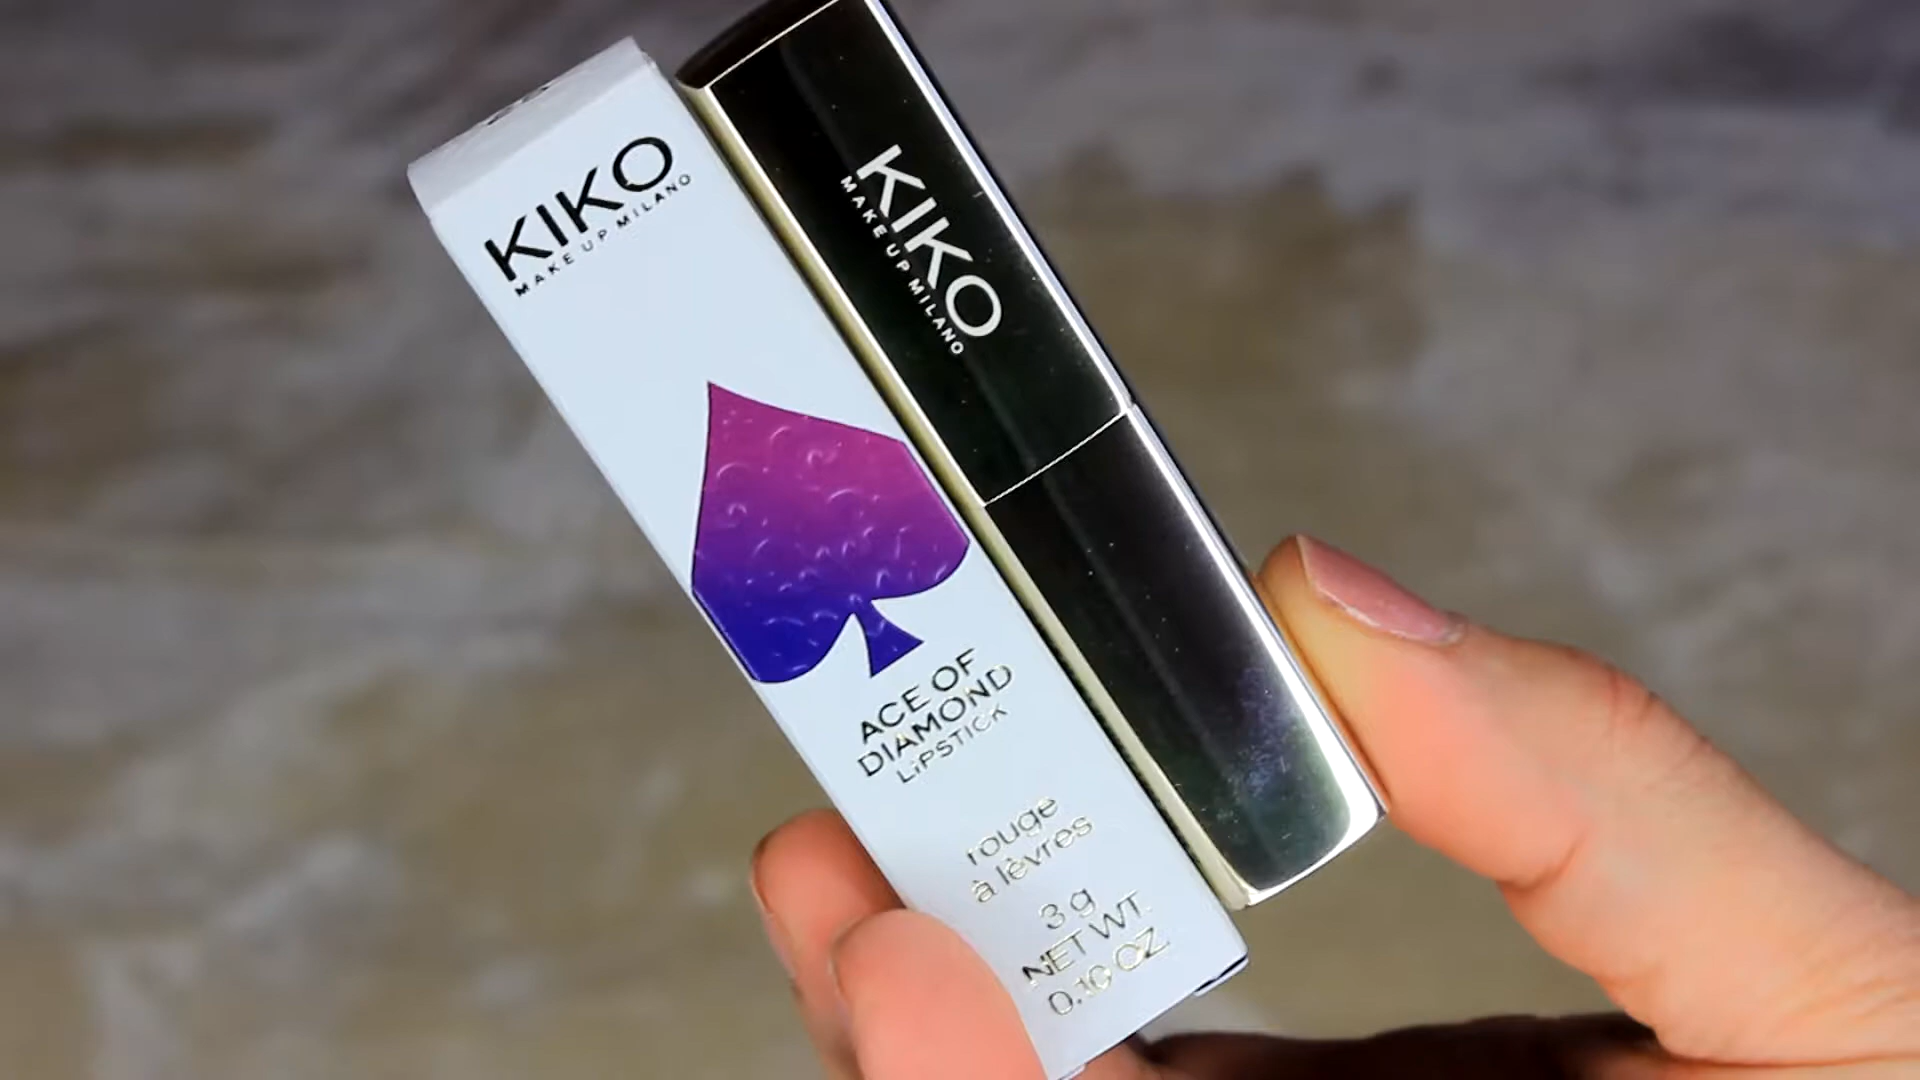 KIKO
MAKE UP MILANO
ACE OF
DIAMOND
LiPSTiCK
rouge
à lèvres
3 g
NET WT.
0.10 OZ
KIKO
MAKE UP MILANO